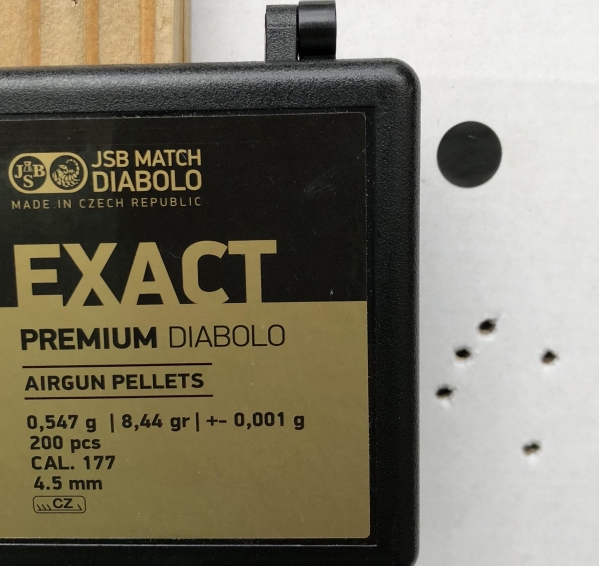 JSB
JSB MATCH
DIABOLO
MADE IN CZECH REPUBLIC
EXACT
PREMIUM DIABOLO
AIRGUN PELLETS
0,547 g | 8,44 gr | +- 0,001 g
200 pcs
CAL. 177
4.5 mm
CZ